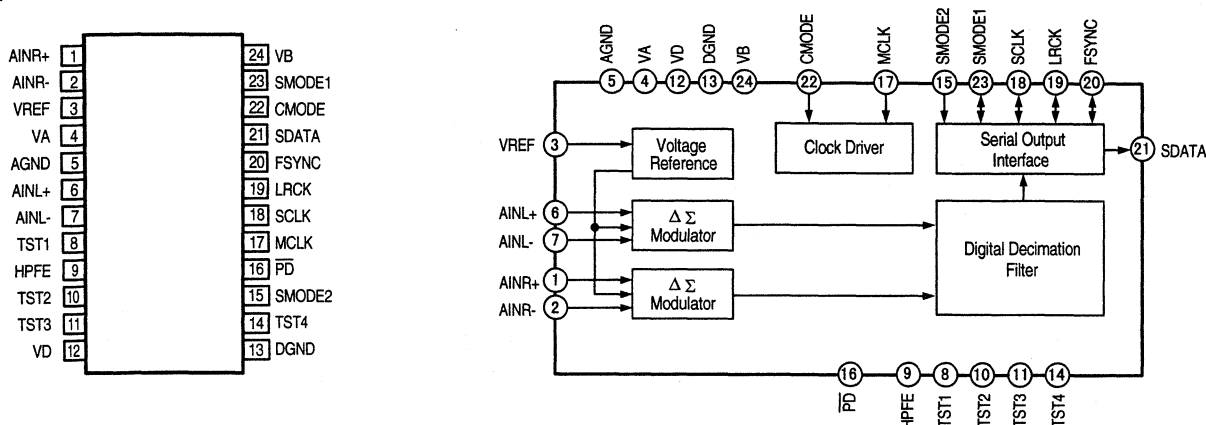 AINR+ 1
AINR- 2
VREF 3
VA 4
AGND 5
AINL+ 6
AINL- 7
TST1 8
HPFE 9
TST2 10
TST3 11
VD 12
24 VB
23 SMODE1
22 CMODE
21 SDATA
20 FSYNC
19 LRCK
18 SCLK
17 MCLK
16 PD
15 SMODE2
14 TST4
13 DGND
AGND VA VD DGND VB CMODE MCLK SMODE2 SMODE1 SCLK LRCK FSYNC
5 4 12 13 24 22 17 15 23 18 19 20
VREF 3
Voltage
Reference
Clock Driver
Serial Output
Interface
21 SDATA
AINL+ 6
AINL- 7
Δ Σ
Modulator
AINR+ 1
AINR- 2
Δ Σ
Modulator
Digital Decimation
Filter
16 9 8 10 11 14
PD HPFE TST1 TST2 TST3 TST4